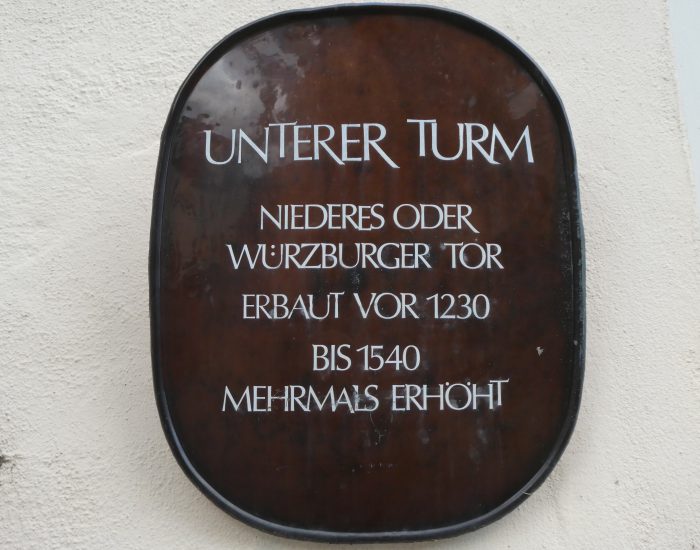 UNTERER TURM
NIEDERES ODER
WÜRZBURGER TOR
ERBAUT VOR 1230
BIS 1540
MEHRMALS ERHÖHT